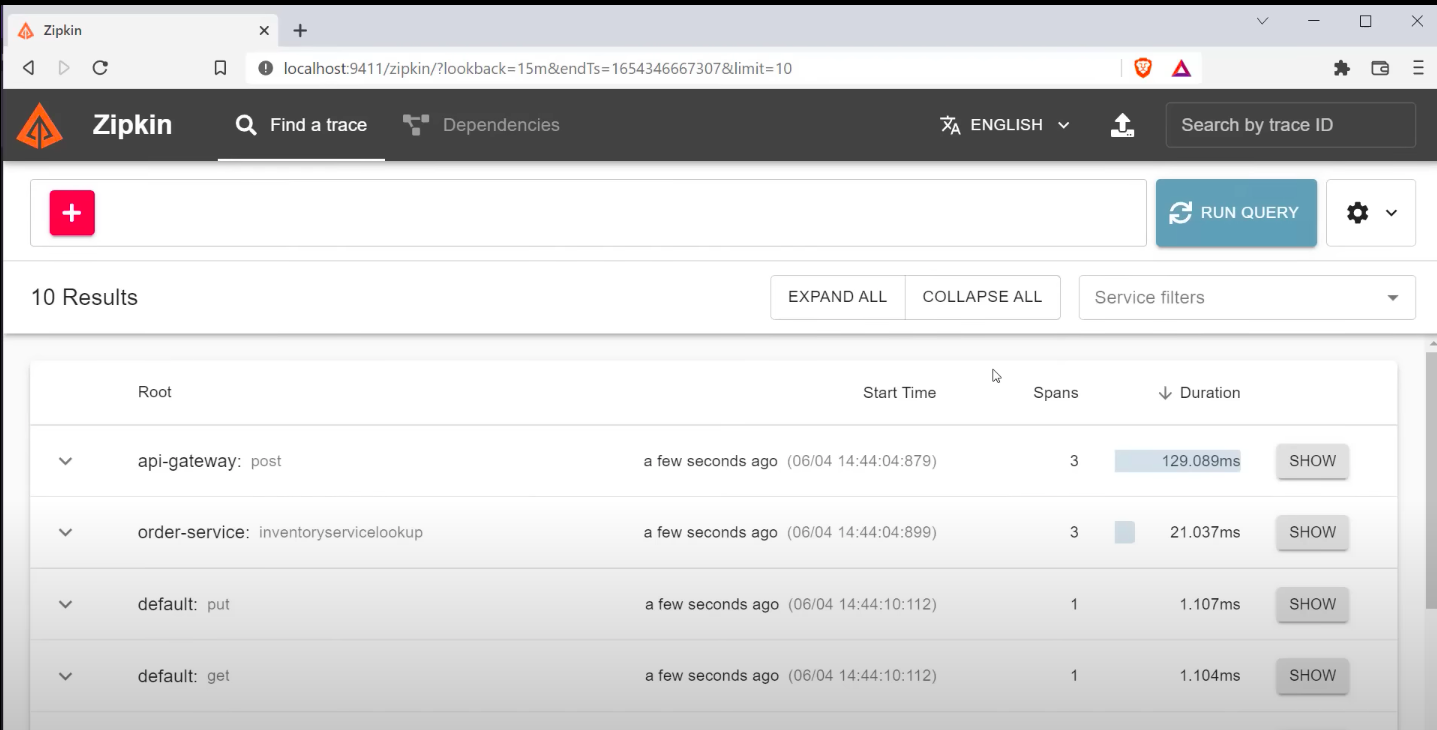 Zipkin
localhost:9411/zipkin/?lookback=15m&endTs=1654346667307&limit=10
Zipkin Find a trace Dependencies ENGLISH Search by trace ID
RUN QUERY
10 Results EXPAND ALL COLLAPSE ALL Service filters
Root Start Time Spans Duration
api-gateway: post a few seconds ago (06/04 14:44:04:879) 3 129.089ms SHOW
order-service: inventoryservicelookup a few seconds ago (06/04 14:44:04:899) 3 21.037ms SHOW
default: put a few seconds ago (06/04 14:44:10:112) 1 1.107ms SHOW
default: get a few seconds ago (06/04 14:44:10:112) 1 1.104ms SHOW